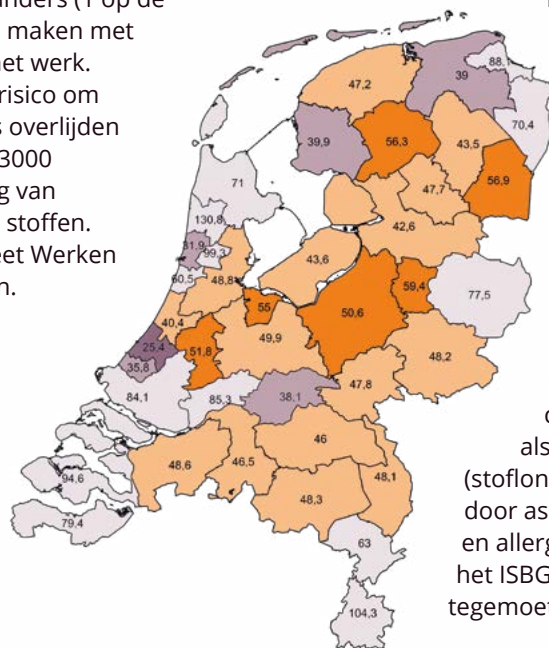 nders (1 op de
maken met
et werk.
risico om
s overlijden
3000
g van
stoffen.
eet Werken
n.
als
(stoflon
door as
en allerg
het ISBG
tegemoet
88,
39
47,2
70,4
39,9
56,3
43,5
56,9
47,7
71
130,8
42,6
31,9
99,3
43,6
60,5
48,8
59,4
77,5
55
50,6
40,4
25,4
51,8
49,9
48,2
35,8
47,8
84,1
85,3
38,1
46
48,6
46,5
48,1
94,6
48,3
79,4
63
104,3